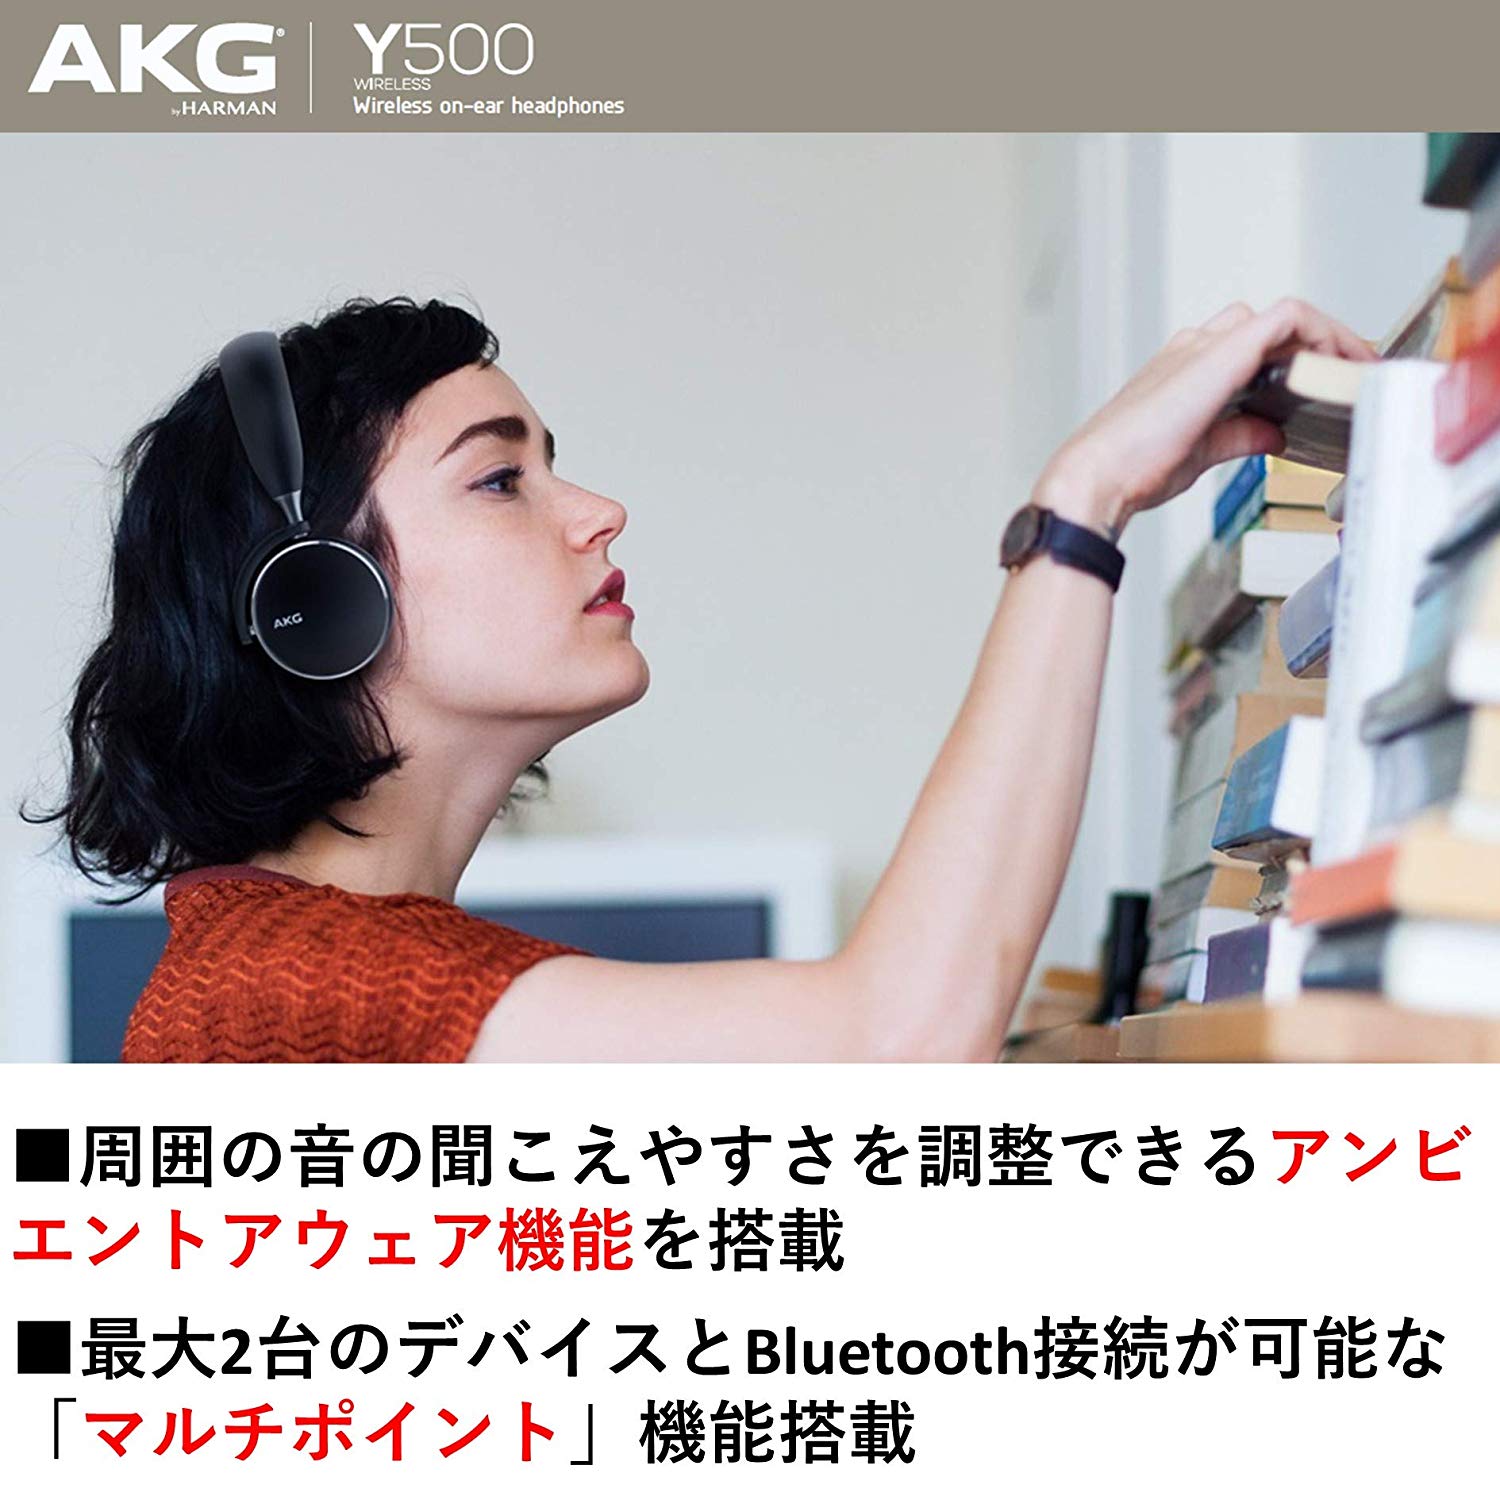 AKG®
by HARMAN
Y500
WIRELESS
Wireless on-ear headphones
AKG
■周囲の音の聞こえやすさを調整できるアンビ
エントアウェア機能を搭載
■最大2台のデバイスとBluetooth接続が可能な
「マルチポイント」機能搭載